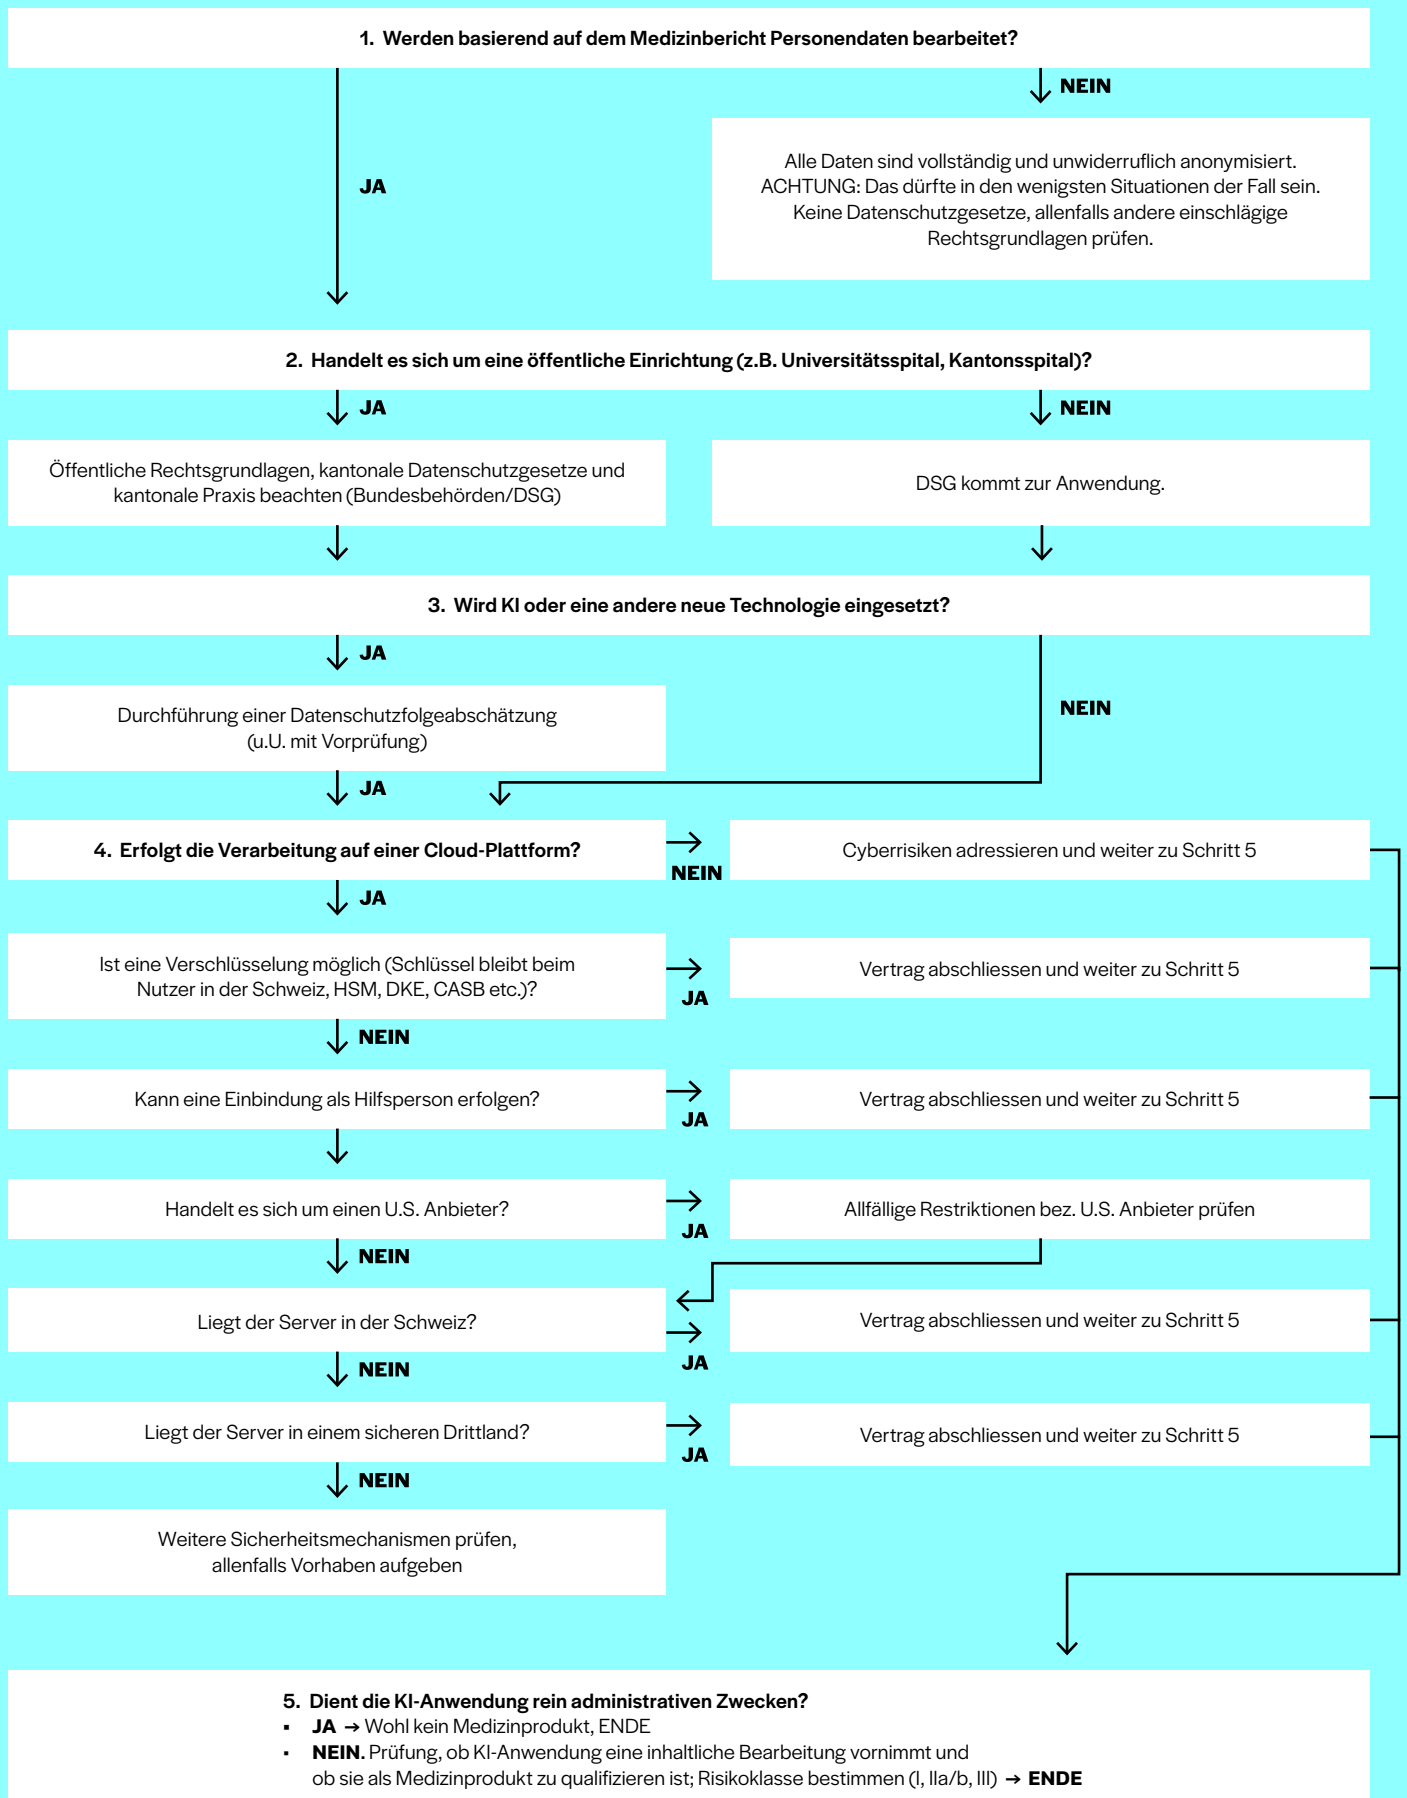 1. Werden basierend auf dem Medizinbericht Personendaten bearbeitet?
NEIN
Alle Daten sind vollständig und unwiderruflich anonymisiert.
ACHTUNG: Das dürfte in den wenigsten Situationen der Fall sein.
Keine Datenschutzgesetze, allenfalls andere einschlägige
Rechtsgrundlagen prüfen.
JA
2. Handelt es sich um eine öffentliche Einrichtung (z.B. Universitätsspital, Kantonsspital)?
JA
NEIN
Öffentliche Rechtsgrundlagen, kantonale Datenschutzgesetze und
kantonale Praxis beachten (Bundesbehörden/DSG)
DSG kommt zur Anwendung.
3. Wird KI oder eine andere neue Technologie eingesetzt?
JA
NEIN
Durchführung einer Datenschutzfolgeabschätzung
(u.U. mit Vorprüfung)
JA
4. Erfolgt die Verarbeitung auf einer Cloud-Plattform?
NEIN
Cyberrisiken adressieren und weiter zu Schritt 5
JA
Ist eine Verschlüsselung möglich (Schlüssel bleibt beim
Nutzer in der Schweiz, HSM, DKE, CASB etc.)?
JA
Vertrag abschliessen und weiter zu Schritt 5
NEIN
Kann eine Einbindung als Hilfsperson erfolgen?
JA
Vertrag abschliessen und weiter zu Schritt 5
Handelt es sich um einen U.S. Anbieter?
JA
Allfällige Restriktionen bez. U.S. Anbieter prüfen
NEIN
Liegt der Server in der Schweiz?
JA
Vertrag abschliessen und weiter zu Schritt 5
NEIN
Liegt der Server in einem sicheren Drittland?
JA
Vertrag abschliessen und weiter zu Schritt 5
NEIN
Weitere Sicherheitsmechanismen prüfen,
allenfalls Vorhaben aufgeben
5. Dient die KI-Anwendung rein administrativen Zwecken?
▪ JA → Wohl kein Medizinprodukt, ENDE
▪ NEIN. Prüfung, ob KI-Anwendung eine inhaltliche Bearbeitung vornimmt und
ob sie als Medizinprodukt zu qualifizieren ist; Risikoklasse bestimmen (I, IIa/b, III) → ENDE